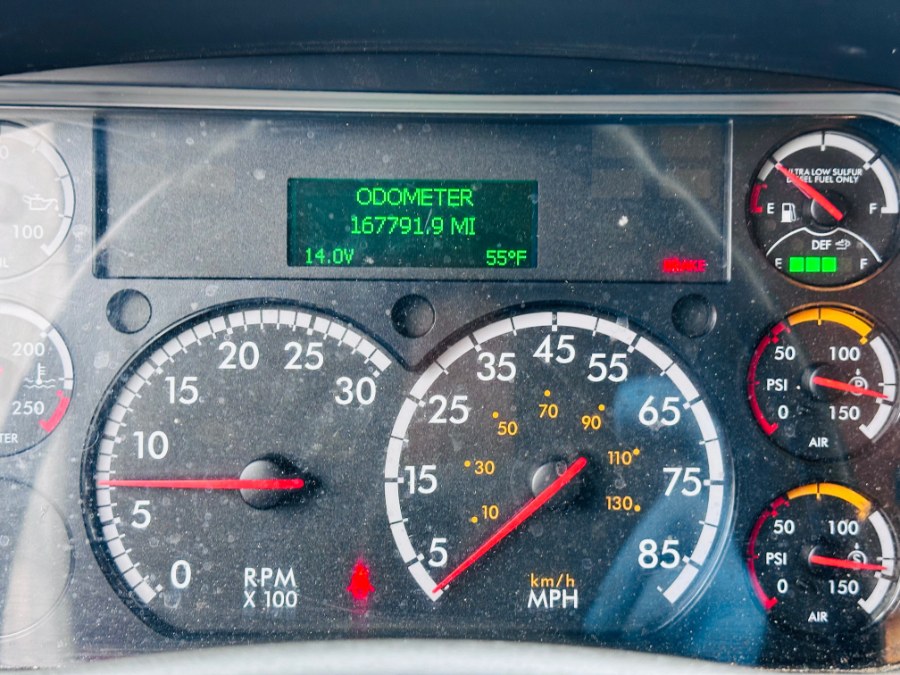 ODOMETER
167791.9 MI
14.0V 55°F
BRAKE
100
200
250
0 5 10 15 20 25 30
RPM
X 100
5 15 25 35 45 55 65 75 85
10 30 50 70 90 110 130
km/h
MPH
ULTRA LOW SULFUR
DIESEL FUEL ONLY
E F
DEF
E F
50 100
PSI P
0 150
AIR
50 100
PSI S
0 150
AIR